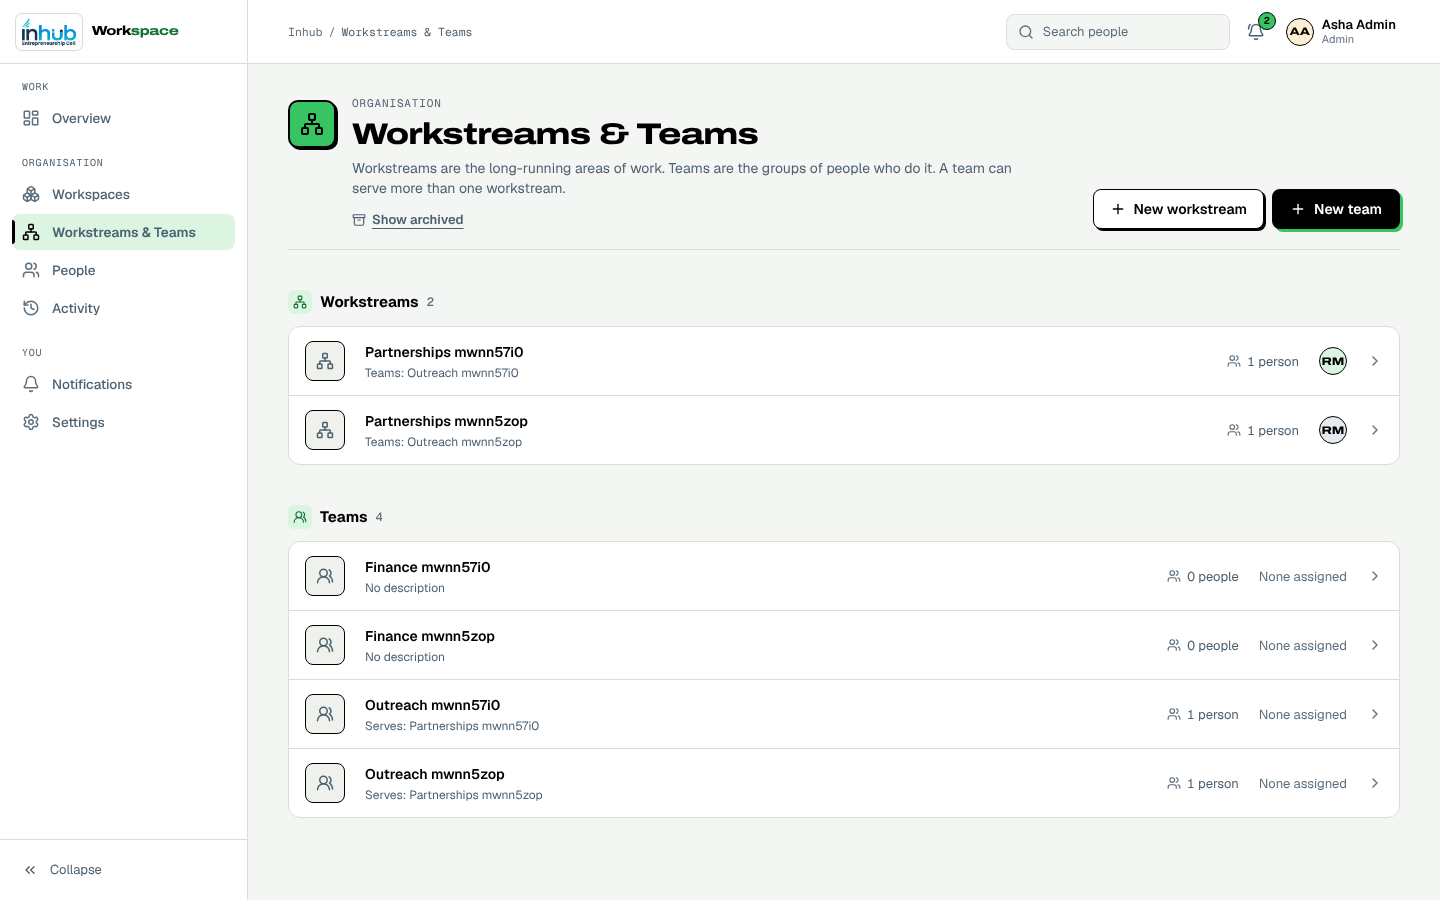 inhub
Entrepreneurship Cell
Workspace
Inhub / Workstreams & Teams
Search people
2
AA
Asha Admin
Admin
WORK
Overview
ORGANISATION
Workspaces
Workstreams & Teams
People
Activity
YOU
Notifications
Settings
Collapse
ORGANISATION
Workstreams & Teams
Workstreams are the long-running areas of work. Teams are the groups of people who do it. A team can
serve more than one workstream.
Show archived
New workstream
New team
Workstreams 2
Partnerships mwnn57i0
Teams: Outreach mwnn57i0
1 person
RM
Partnerships mwnn5zop
Teams: Outreach mwnn5zop
1 person
RM
Teams 4
Finance mwnn57i0
No description
0 people
None assigned
Finance mwnn5zop
No description
0 people
None assigned
Outreach mwnn57i0
Serves: Partnerships mwnn57i0
1 person
None assigned
Outreach mwnn5zop
Serves: Partnerships mwnn5zop
1 person
None assigned